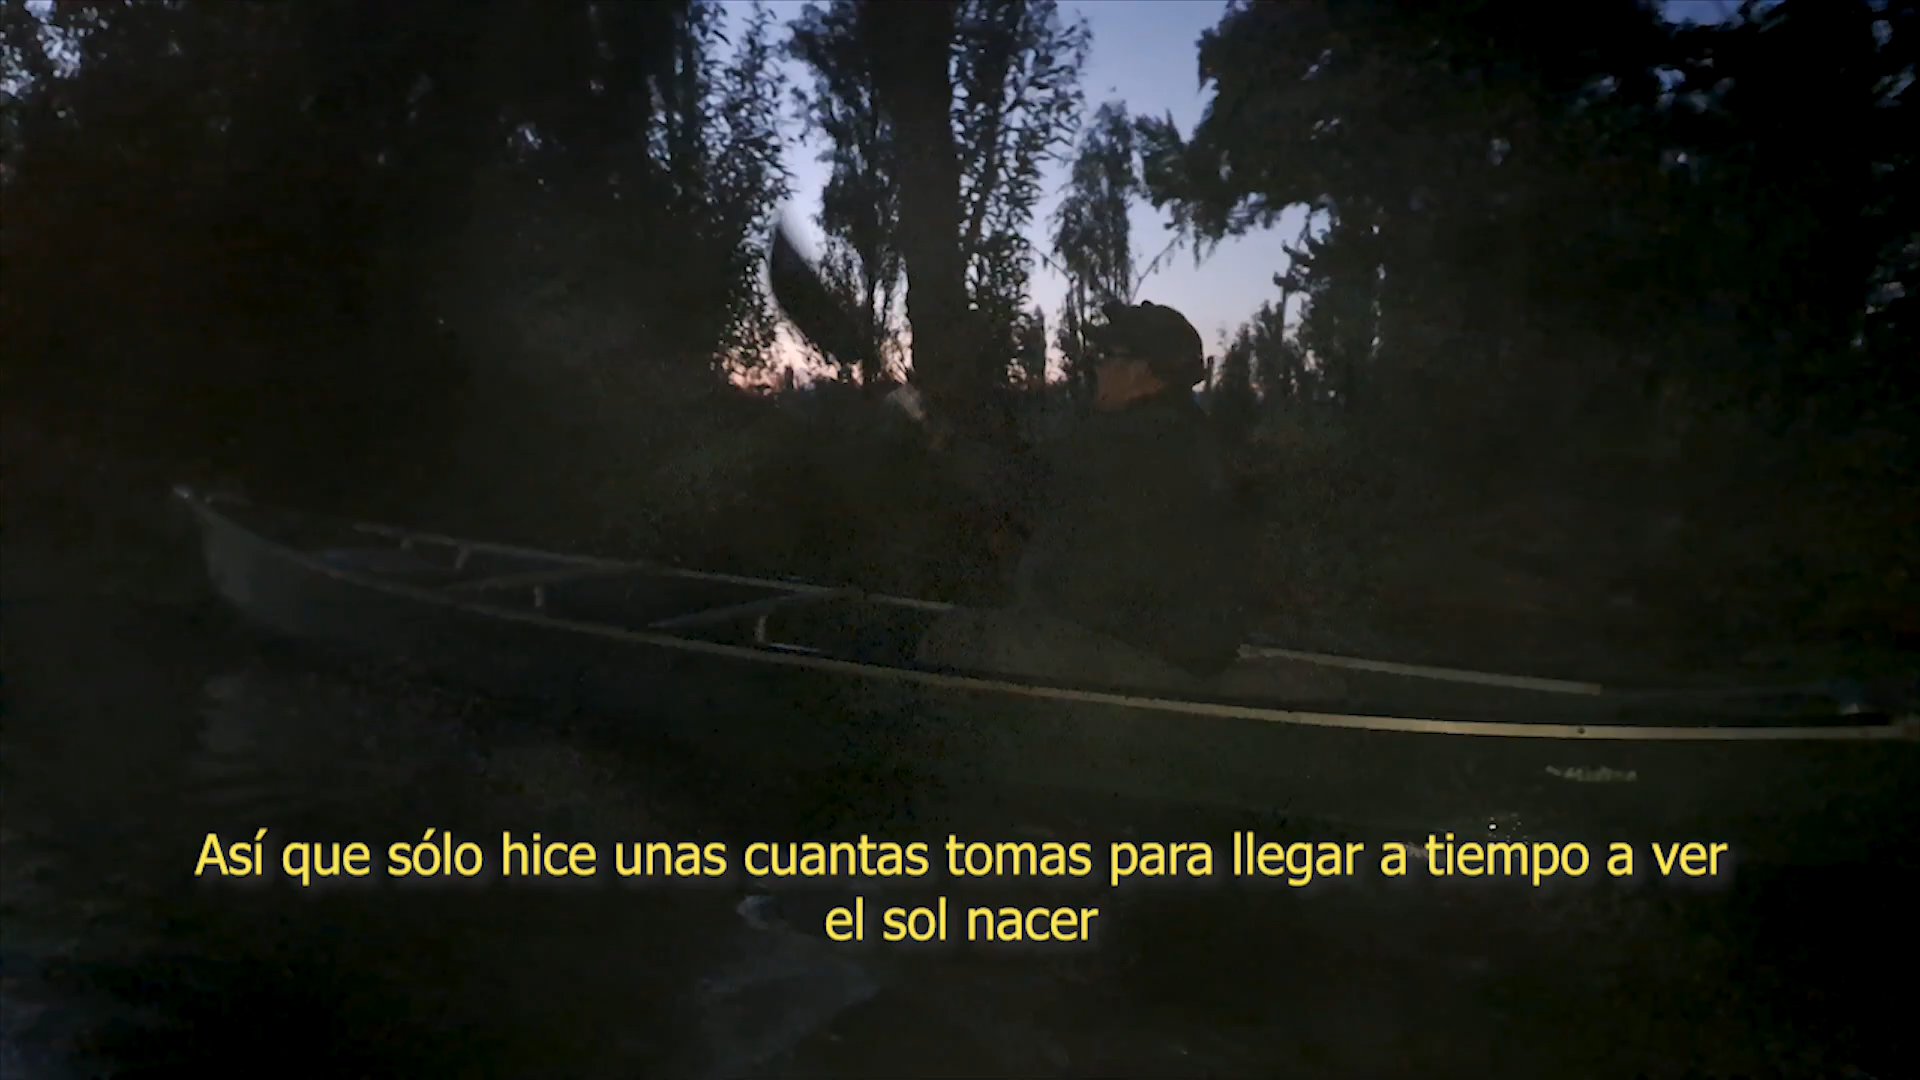 Así que sólo hice unas cuantas tomas para llegar a tiempo a ver
el sol nacer